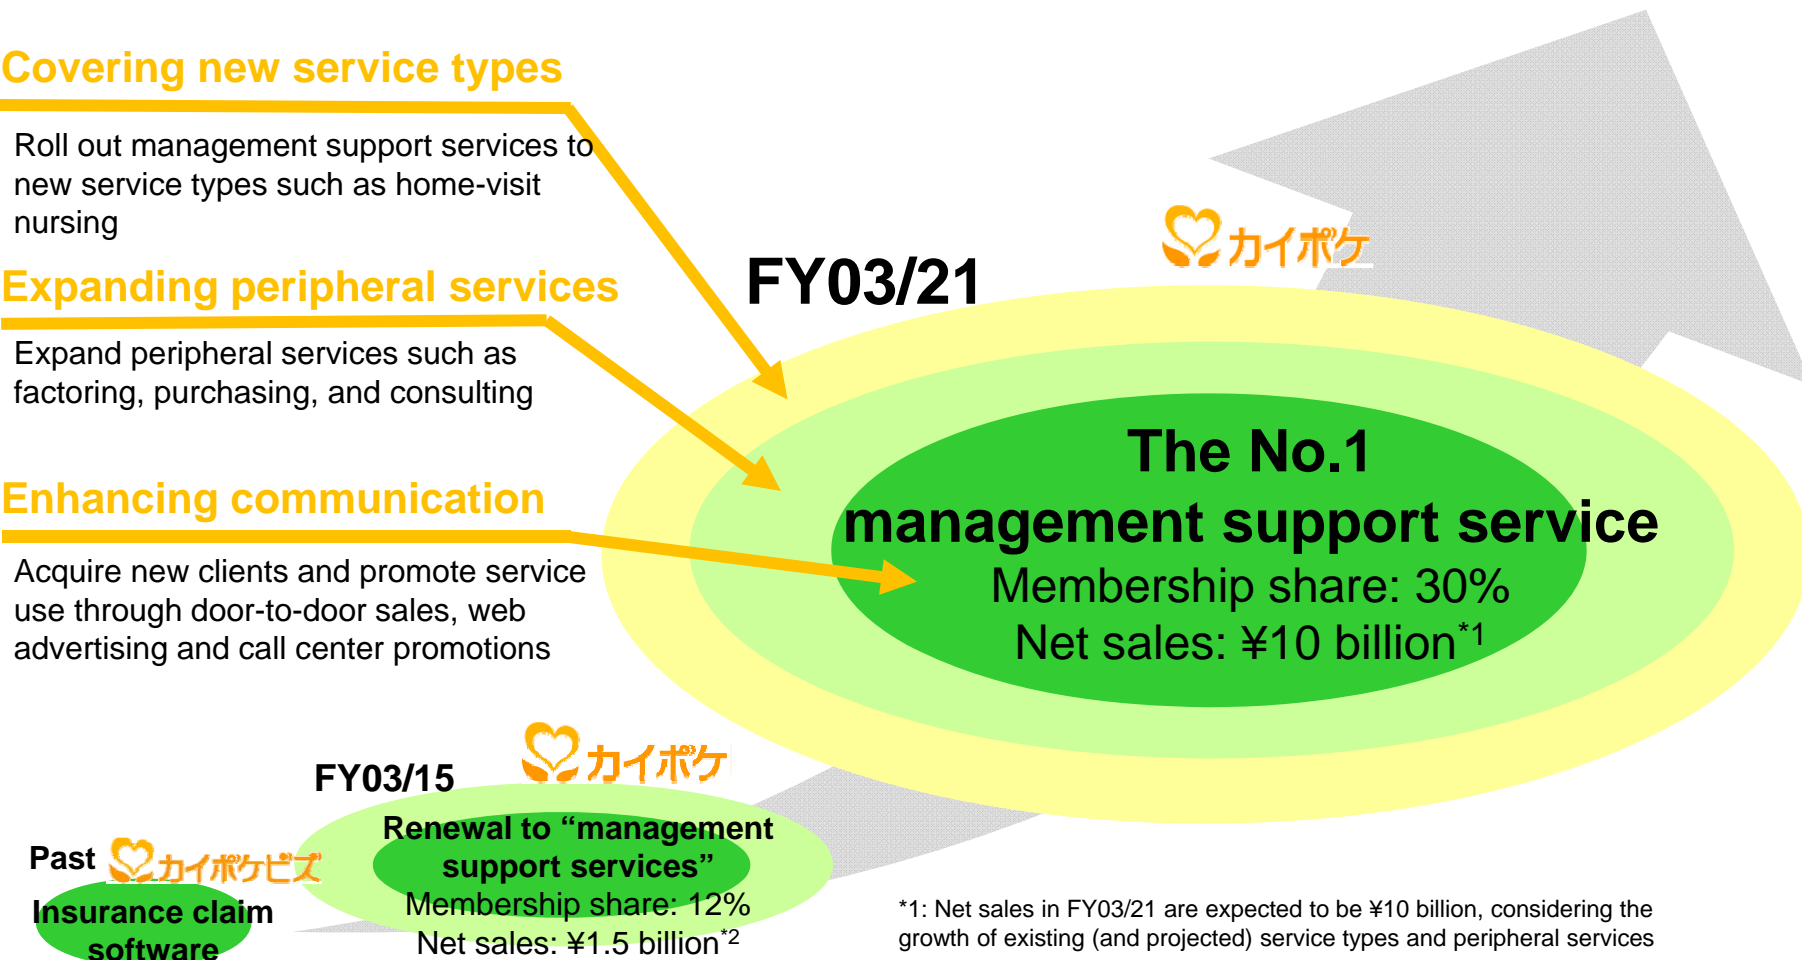 Covering new service types
Roll out management support services to
new service types such as home-visit
nursing
Expanding peripheral services
Expand peripheral services such as
factoring, purchasing, and consulting
Enhancing communication
Acquire new clients and promote service
use through door-to-door sales, web
advertising and call center promotions
FY03/21
カイポケ
The No.1
management support service
Membership share: 30%
Net sales: ¥10 billion*1
FY03/15
カイポケ
Renewal to “management
support services”
Membership share: 12%
Net sales: ¥1.5 billion*2
Past
カイポケビズ
Insurance claim
software
*1: Net sales in FY03/21 are expected to be ¥10 billion, considering the
growth of existing (and projected) service types and peripheral services